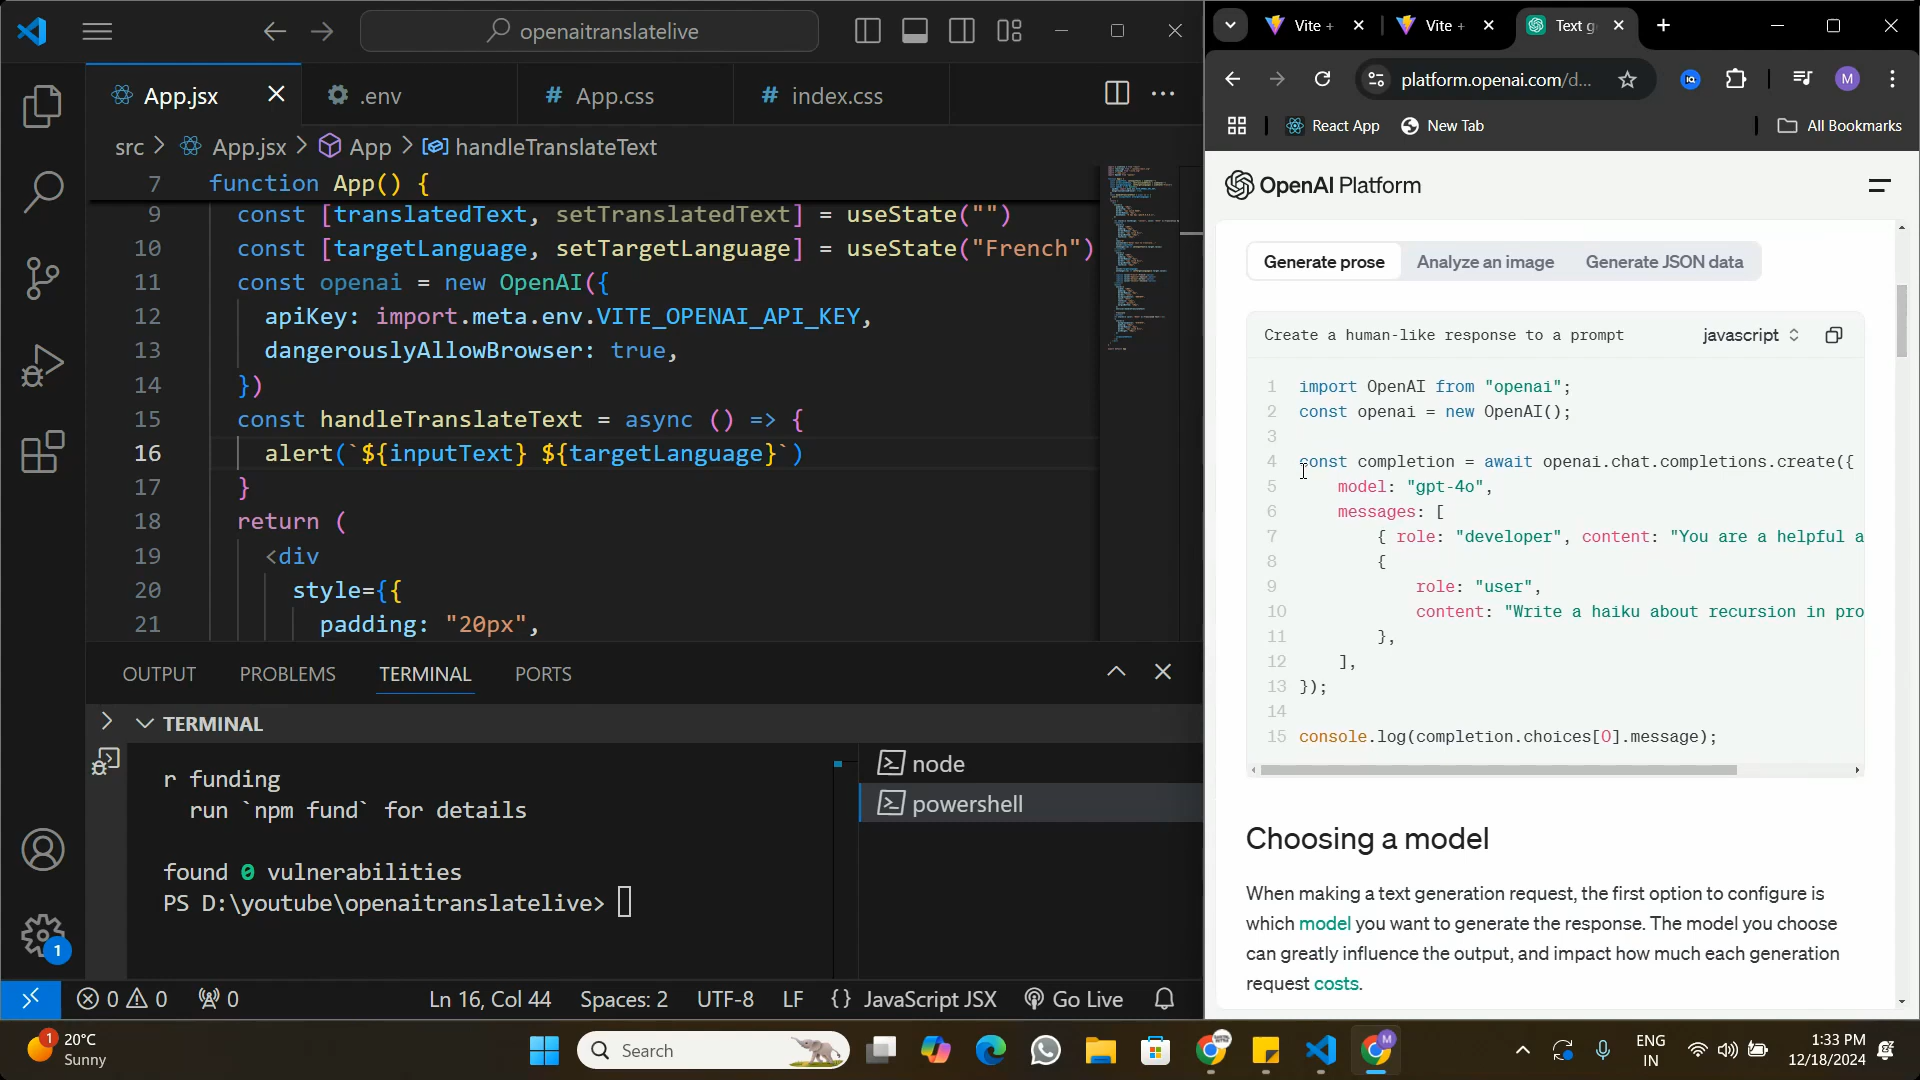 openaitranslatelive
App.jsx
.env
# App.css
# index.css
src > App.jsx > App > handleTranslateText
7 function App() {
9 const [translatedText, setTranslatedText] = useState("")
10 const [targetLanguage, setTargetLanguage] = useState("French")
11 const openai = new OpenAI({
12 apiKey: import.meta.env.VITE_OPENAI_API_KEY,
13 dangerouslyAllowBrowser: true,
14 })
15 const handleTranslateText = async () => {
16 alert(`${inputText} ${targetLanguage}`)
17 }
18 return (
19 <div
20 style={{
21 padding: "20px",
OUTPUT PROBLEMS TERMINAL PORTS
TERMINAL
r funding
run `npm fund` for details
found 0 vulnerabilities
PS D:\youtube\openaitranslatelive>
node
powershell
1
0 0 0 Ln 16, Col 44 Spaces: 2 UTF-8 LF {} JavaScript JSX Go Live
Vite +
Vite +
Text g
platform.openai.com/d...
M
React App
New Tab
All Bookmarks
OpenAI Platform
Generate prose Analyze an image Generate JSON data
Create a human-like response to a prompt javascript
1 import OpenAI from "openai";
2 const openai = new OpenAI();
3
4 const completion = await openai.chat.completions.create({
5 model: "gpt-4o",
6 messages: [
7 { role: "developer", content: "You are a helpful a
8 {
9 role: "user",
10 content: "Write a haiku about recursion in pro
11 },
12 ],
13 });
14
15 console.log(completion.choices[0].message);
Choosing a model
When making a text generation request, the first option to configure is
which model you want to generate the response. The model you choose
can greatly influence the output, and impact how much each generation
request costs.
1
20°C
Sunny
Search
M
ENG
IN
1:33 PM
12/18/2024